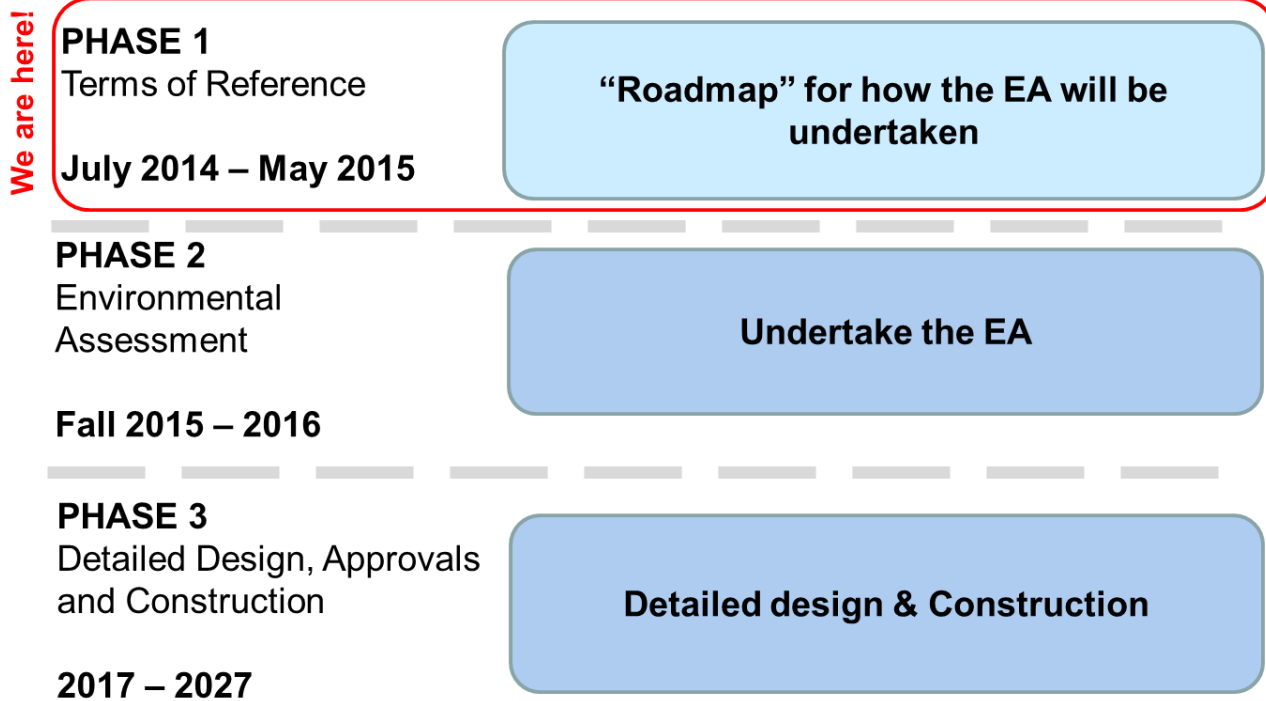 We are here!
PHASE 1
Terms of Reference
July 2014 – May 2015
“Roadmap” for how the EA will be
undertaken
PHASE 2
Environmental
Assessment
Fall 2015 – 2016
Undertake the EA
PHASE 3
Detailed Design, Approvals
and Construction
2017 – 2027
Detailed design & Construction